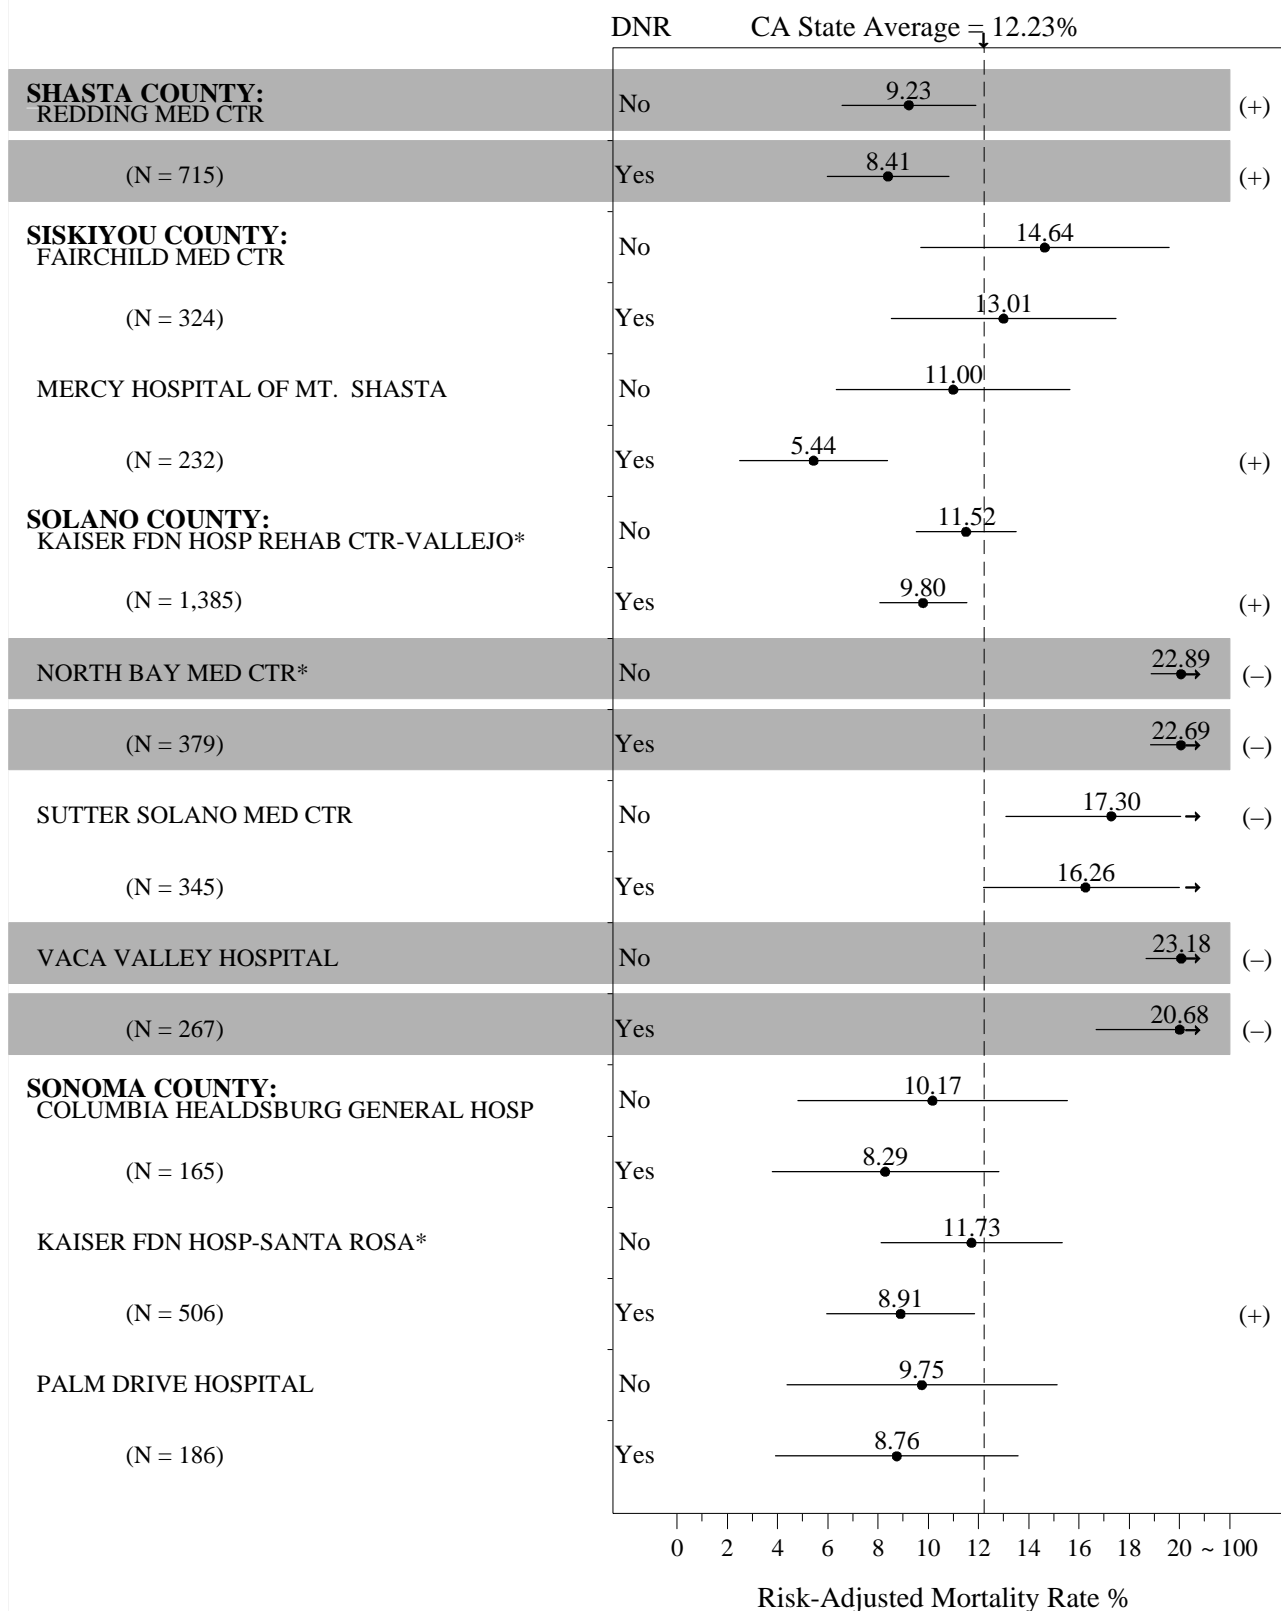 DNR CA State Average = 12.23%
SHASTA COUNTY:
REDDING MED CTR No 9.23 (+)
(N = 715) Yes 8.41 (+)
SISKIYOU COUNTY:
FAIRCHILD MED CTR No 14.64
(N = 324) Yes 13.01
MERCY HOSPITAL OF MT. SHASTA No 11.00
(N = 232) Yes 5.44 (+)
SOLANO COUNTY:
KAISER FDN HOSP REHAB CTR-VALLEJO* No 11.52
(N = 1,385) Yes 9.80 (+)
NORTH BAY MED CTR* No 22.89 (–)
(N = 379) Yes 22.69 (–)
SUTTER SOLANO MED CTR No 17.30 (–)
(N = 345) Yes 16.26
VACA VALLEY HOSPITAL No 23.18 (–)
(N = 267) Yes 20.68 (–)
SONOMA COUNTY:
COLUMBIA HEALDSBURG GENERAL HOSP No 10.17
(N = 165) Yes 8.29
KAISER FDN HOSP-SANTA ROSA* No 11.73
(N = 506) Yes 8.91 (+)
PALM DRIVE HOSPITAL No 9.75
(N = 186) Yes 8.76
0 2 4 6 8 10 12 14 16 18 20 ~ 100
Risk-Adjusted Mortality Rate %